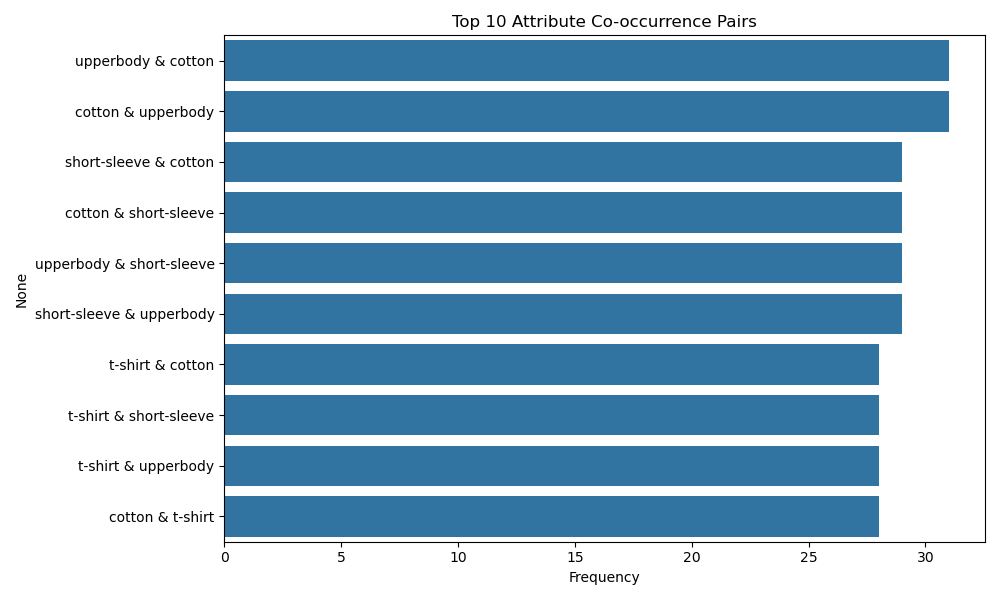 Top 10 Attribute Co-occurrence Pairs
upperbody & cotton
cotton & upperbody
short-sleeve & cotton
cotton & short-sleeve
upperbody & short-sleeve
short-sleeve & upperbody
t-shirt & cotton
t-shirt & short-sleeve
t-shirt & upperbody
cotton & t-shirt
None
0 5 10 15 20 25 30
Frequency